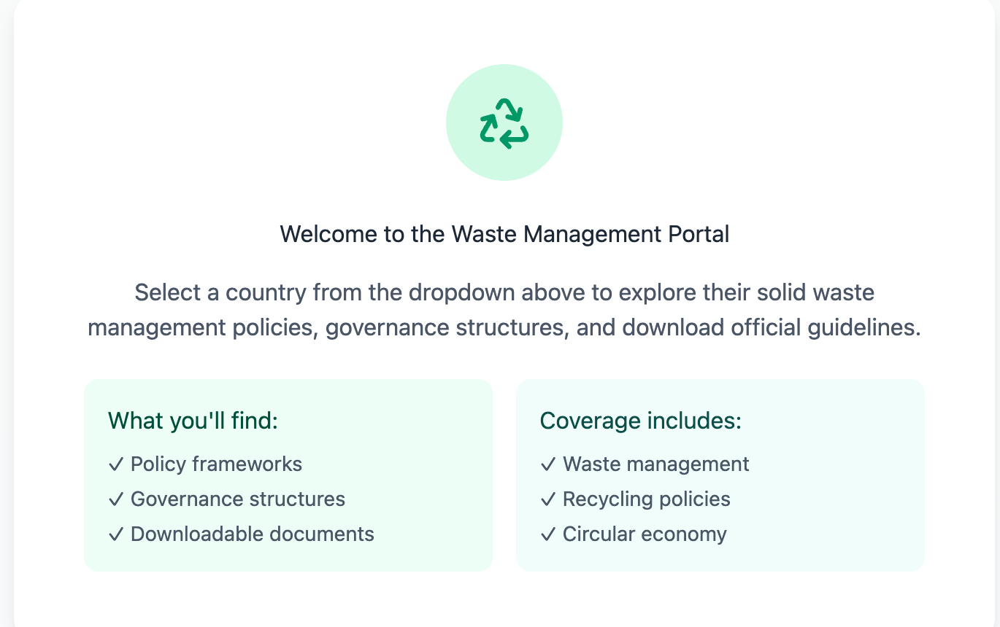 Welcome to the Waste Management Portal
Select a country from the dropdown above to explore their solid waste
management policies, governance structures, and download official guidelines.
What you'll find:
✓ Policy frameworks
✓ Governance structures
✓ Downloadable documents
Coverage includes:
✓ Waste management
✓ Recycling policies
✓ Circular economy